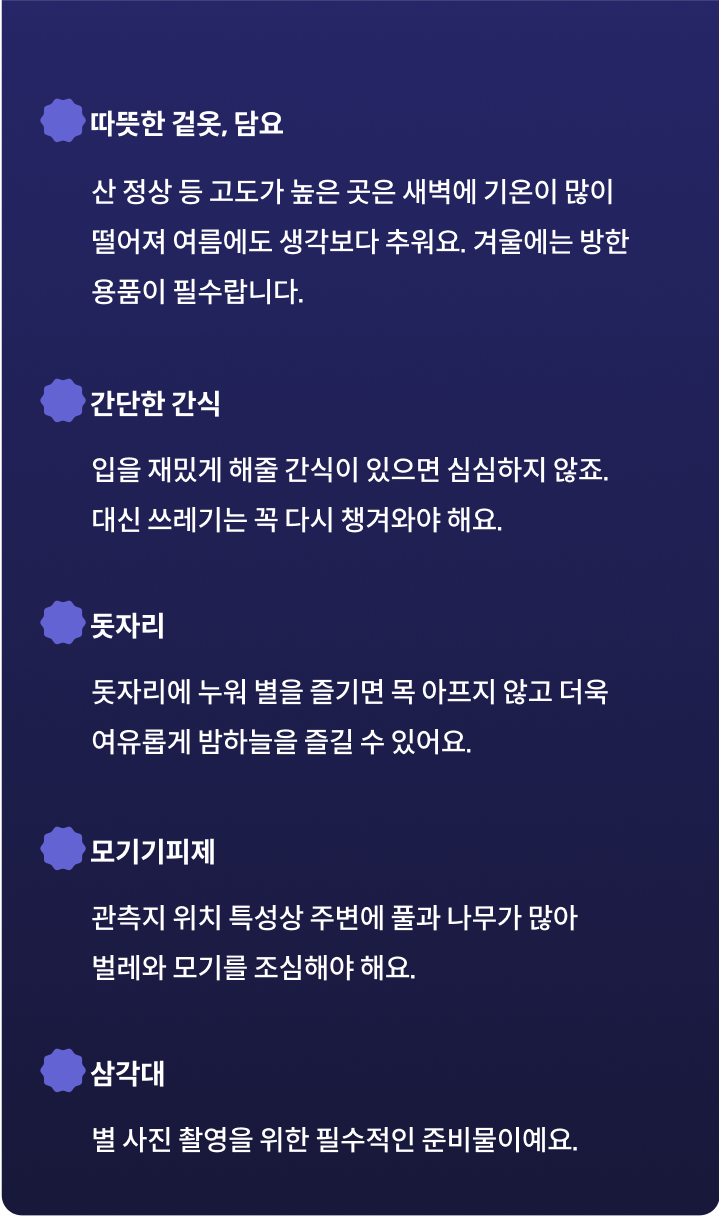 따뜻한 겉옷, 담요
산 정상 등 고도가 높은 곳은 새벽에 기온이 많이
떨어져 여름에도 생각보다 추워요. 겨울에는 방한
용품이 필수랍니다.
간단한 간식
입을 재밌게 해줄 간식이 있으면 심심하지 않죠.
대신 쓰레기는 꼭 다시 챙겨와야 해요.
돗자리
돗자리에 누워 별을 즐기면 목 아프지 않고 더욱
여유롭게 밤하늘을 즐길 수 있어요.
모기기피제
관측지 위치 특성상 주변에 풀과 나무가 많아
벌레와 모기를 조심해야 해요.
삼각대
별 사진 촬영을 위한 필수적인 준비물이예요.